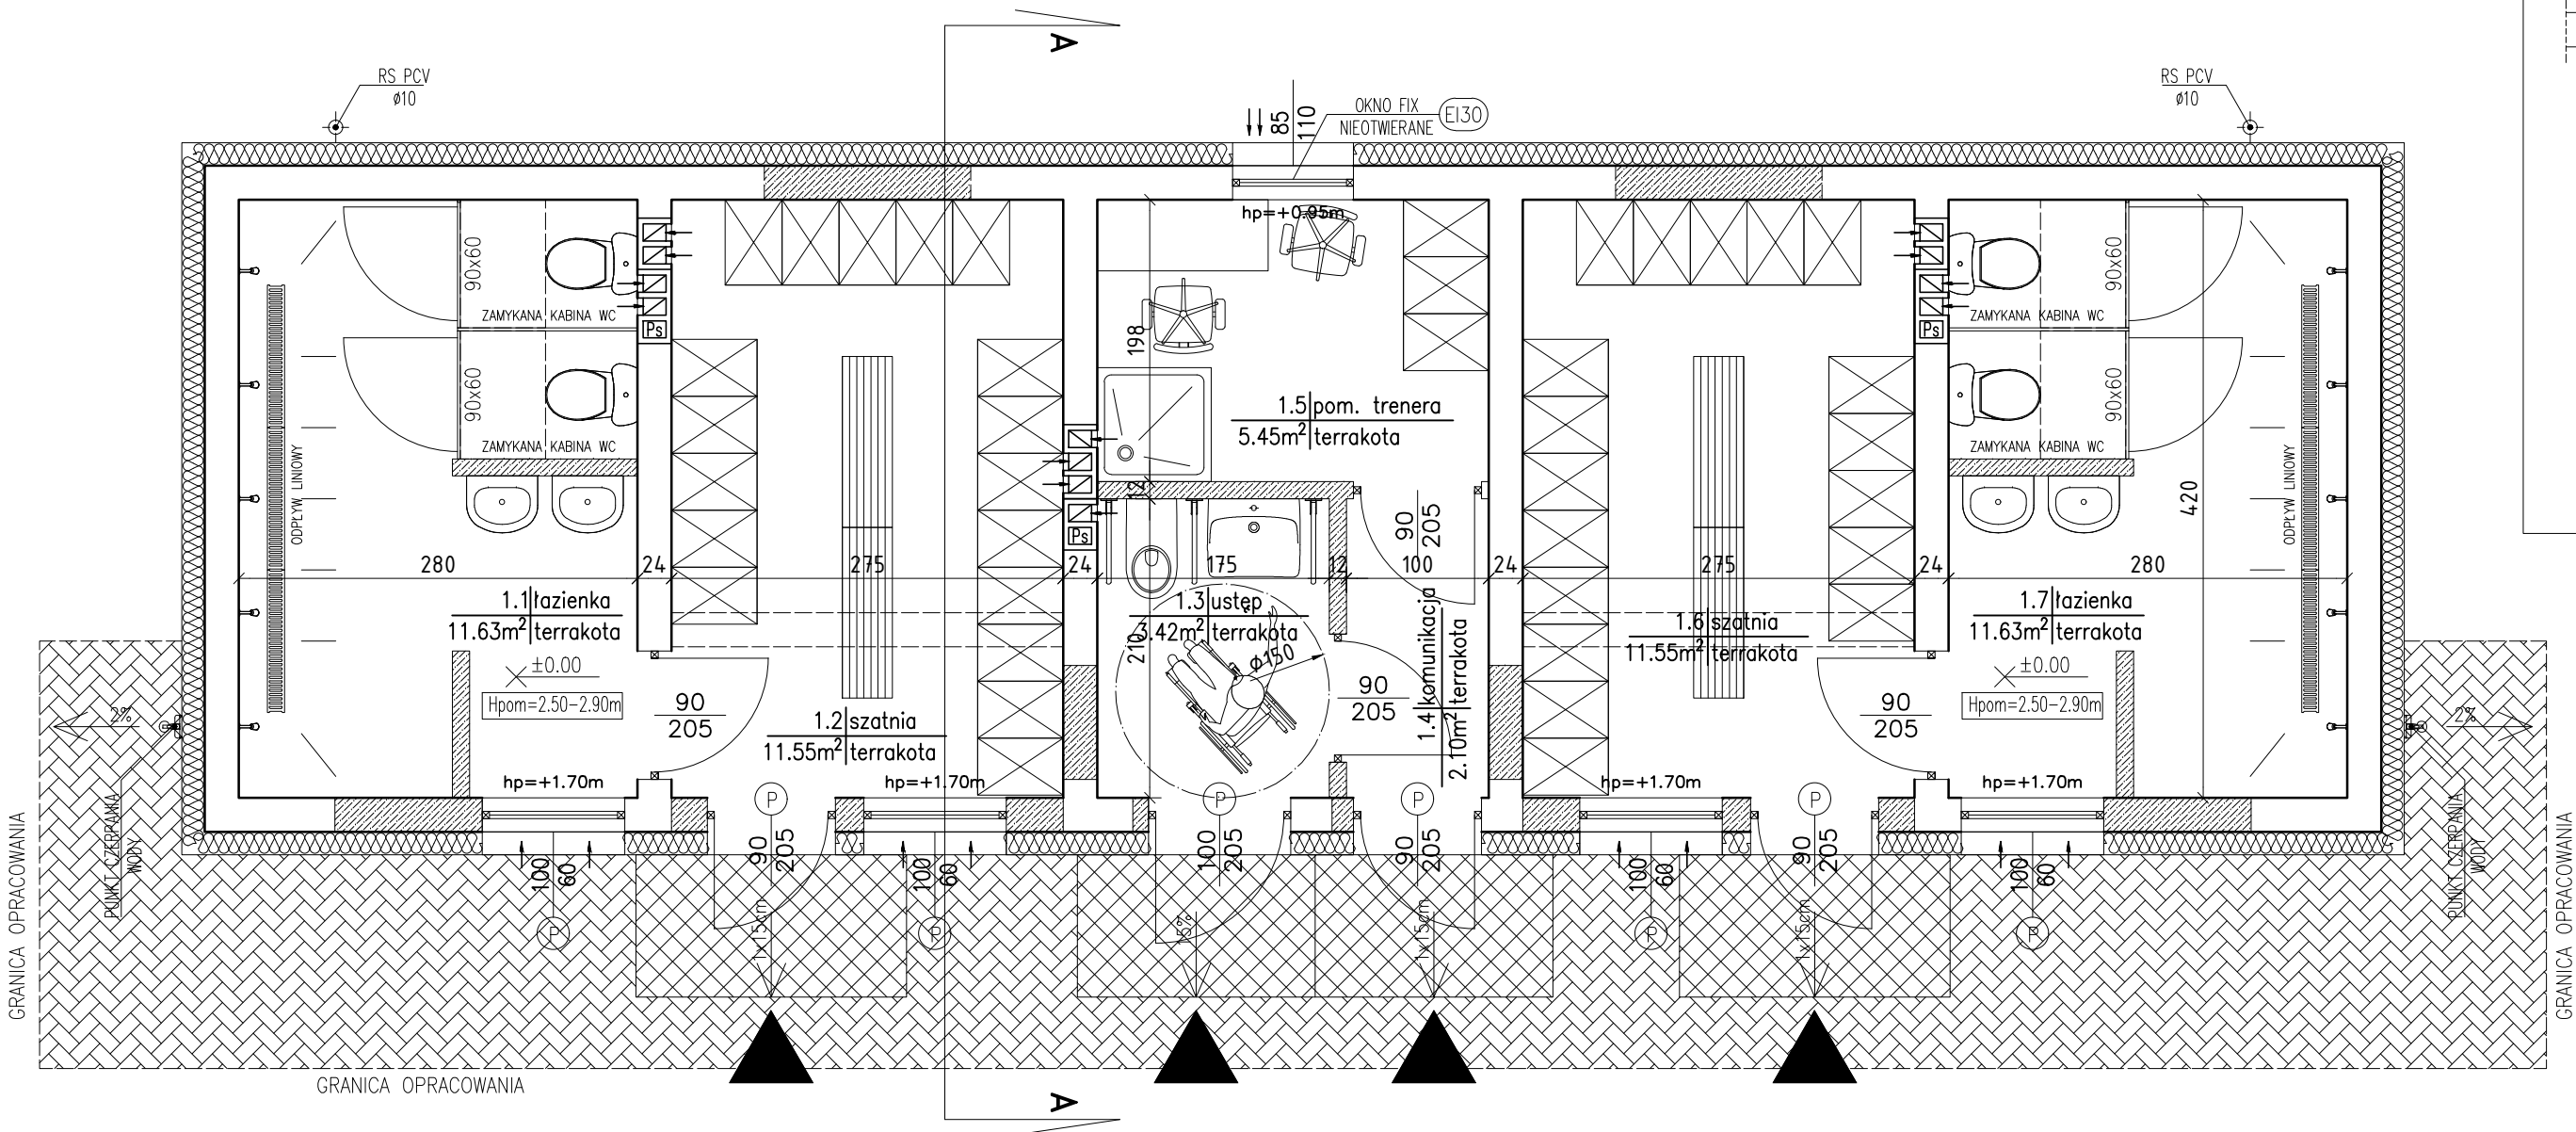 A
RS PCV
ø10
RS PCV
ø10
85
110
OKNO FIX
NIEOTWIERANE
EI30
hp=+0.95m
90x60
ZAMYKANA KABINA WC
90x60
ZAMYKANA KABINA WC
Ps
ODPŁYW LINIOWY
198
12
1.5 pom. trenera
5.45m² terrakota
Ps
90
205
90x60
ZAMYKANA KABINA WC
90x60
ZAMYKANA KABINA WC
Ps
420
ODPŁYW LINIOWY
280
24
275
24
175
12
100
24
275
24
280
1.1 łazienka
11.63m² terrakota
±0.00
Hpom=2.50-2.90m
90
205
1.2 szatnia
11.55m² terrakota
1.3 ustęp
3.42m² terrakota
210
ø150
90
205
1.4 komunikacja
2.10m² terrakota
1.6 szatnia
11.55m² terrakota
90
205
1.7 łazienka
11.63m² terrakota
±0.00
Hpom=2.50-2.90m
2%
2%
hp=+1.70m
hp=+1.70m
hp=+1.70m
hp=+1.70m
P
P
P
P
100
60
90
205
100
60
100
205
90
205
100
60
90
205
100
60
P
P
P
P
1x15cm
15%
1x15cm
1x15cm
PUNKT CZERPANIA
WODY
PUNKT CZERPANIA
WODY
GRANICA OPRACOWANIA
GRANICA OPRACOWANIA
GRANICA OPRACOWANIA
A